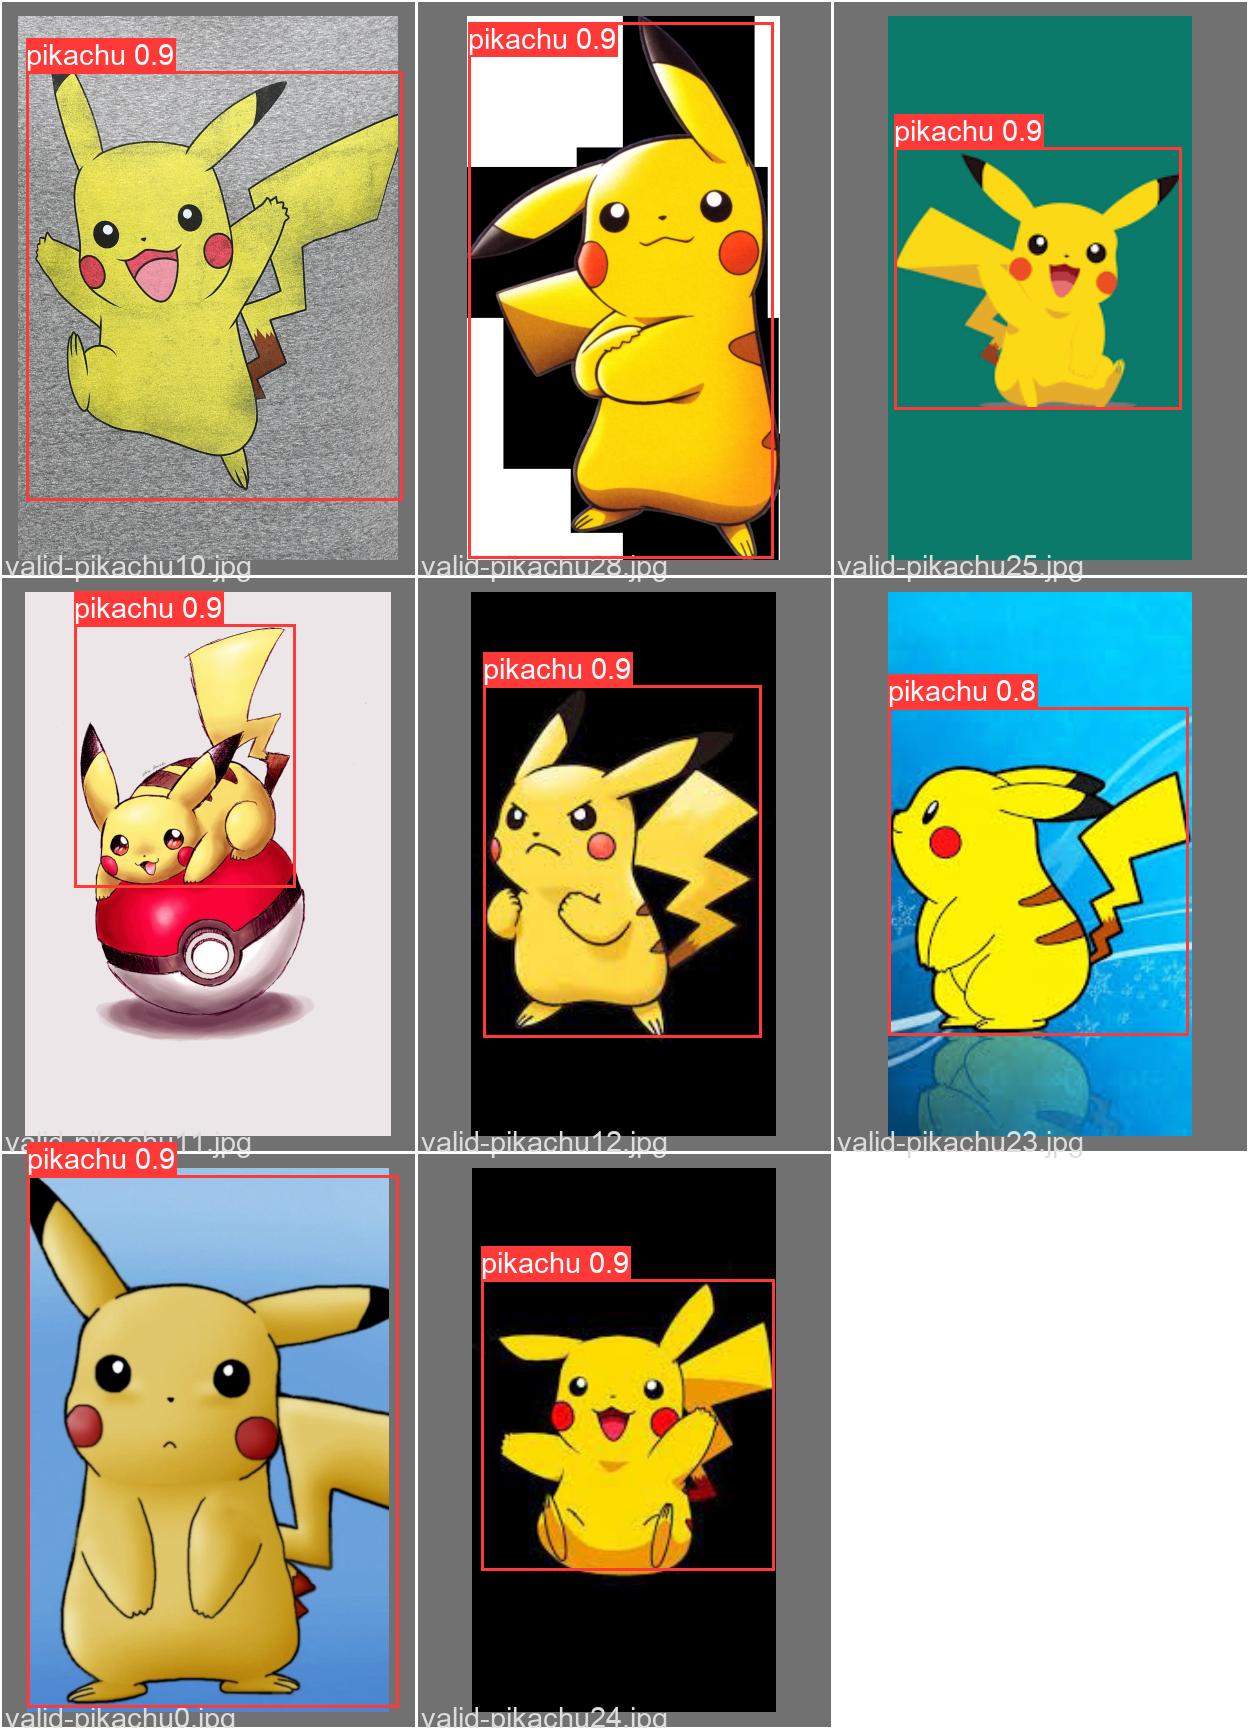 pikachu 0.9
valid-pikachu10.jpg
pikachu 0.9
valid-pikachu28.jpg
pikachu 0.9
valid-pikachu25.jpg
pikachu 0.9
valid-pikachu11.jpg
pikachu 0.9
valid-pikachu12.jpg
pikachu 0.8
valid-pikachu23.jpg
pikachu 0.9
valid-pikachu0.jpg
pikachu 0.9
valid-pikachu24.jpg